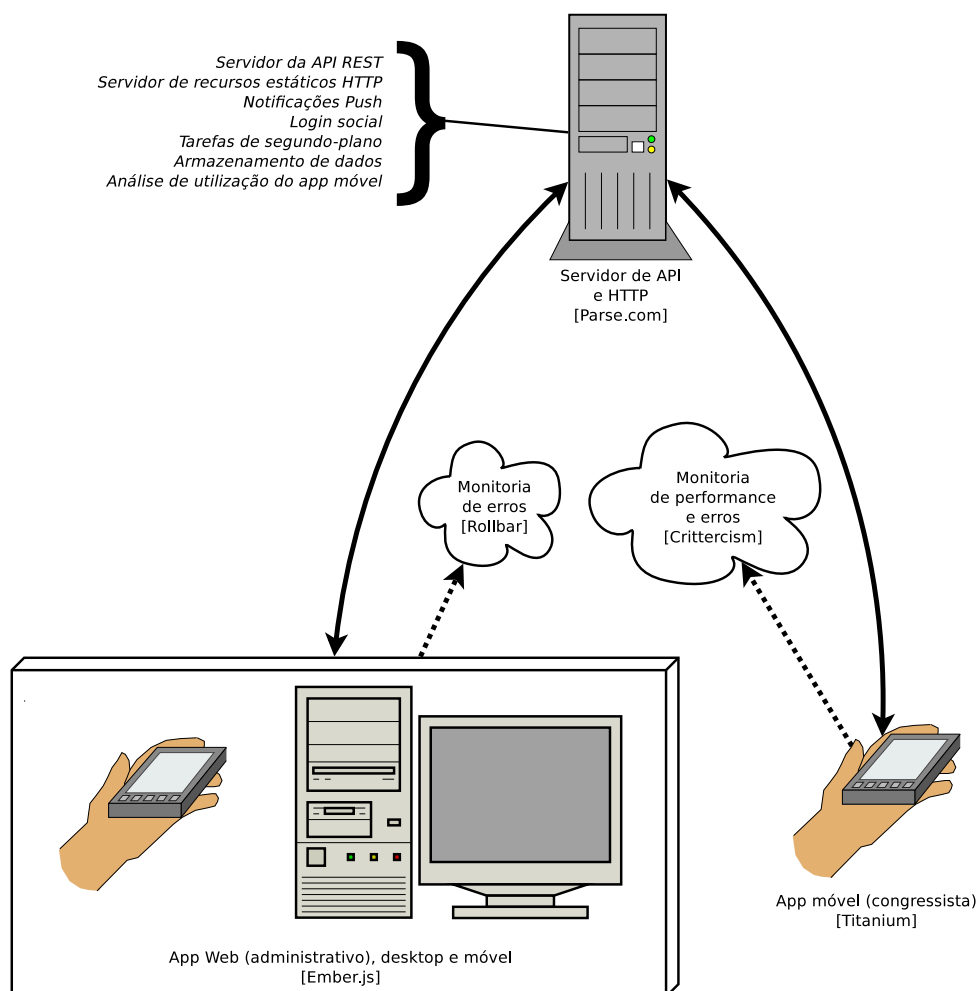 Servidor da API REST
Servidor de recursos estáticos HTTP
Notificações Push
Login social
Tarefas de segundo-plano
Armazenamento de dados
Análise de utilização do app móvel
Servidor de API
e HTTP
[Parse.com]
Monitoria
de erros
[Rollbar]
Monitoria
de performance
e erros
[Crittercism]
App móvel (congressista)
[Titanium]
App Web (administrativo), desktop e móvel
[Ember.js]